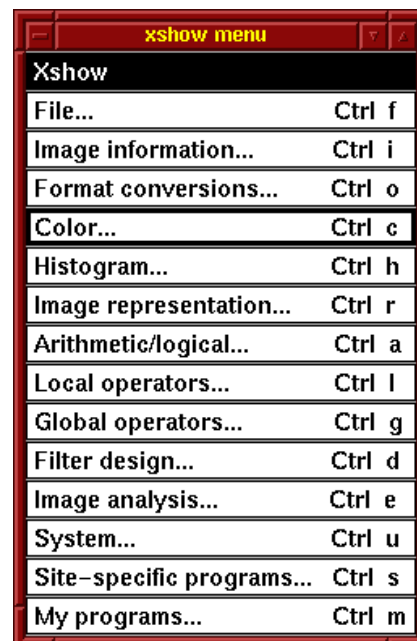 xshow menu
Xshow
File... Ctrl f
Image information... Ctrl i
Format conversions... Ctrl o
Color... Ctrl c
Histogram... Ctrl h
Image representation... Ctrl r
Arithmetic/logical... Ctrl a
Local operators... Ctrl l
Global operators... Ctrl g
Filter design... Ctrl d
Image analysis... Ctrl e
System... Ctrl u
Site-specific programs... Ctrl s
My programs... Ctrl m